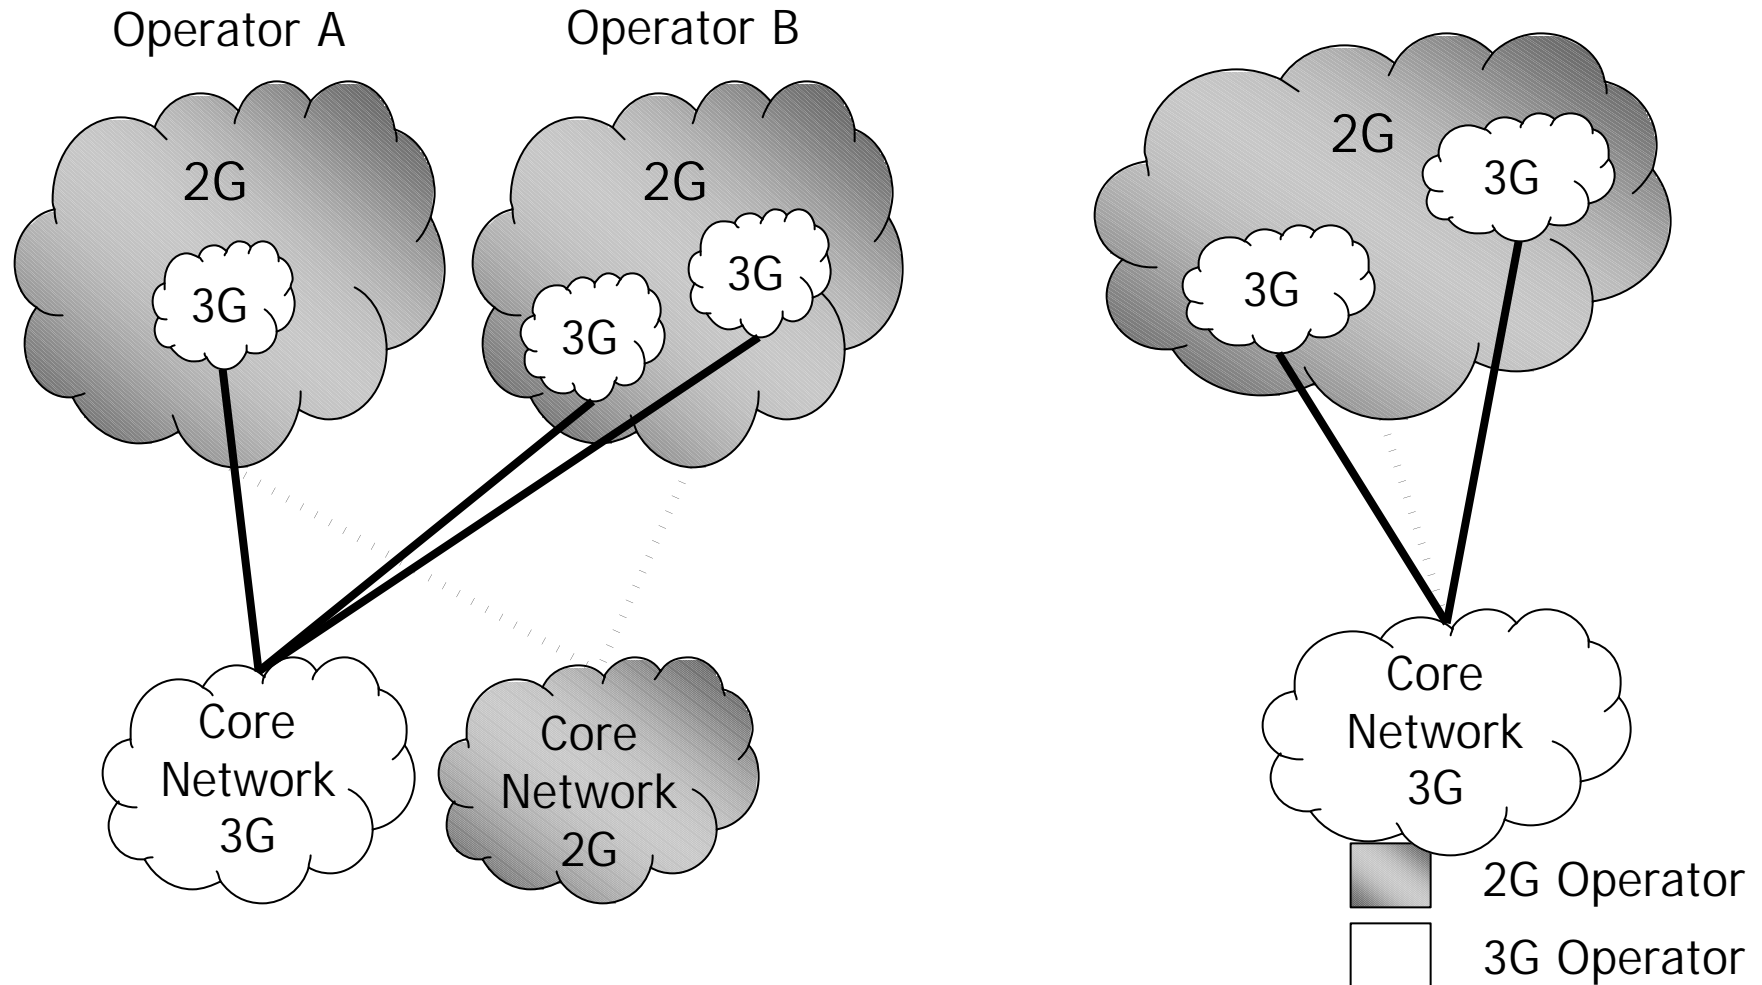 Operator A
Operator B
2G
3G
2G
3G
3G
2G
3G
3G
Core
Network
3G
Core
Network
2G
Core
Network
3G
2G Operator
3G Operator